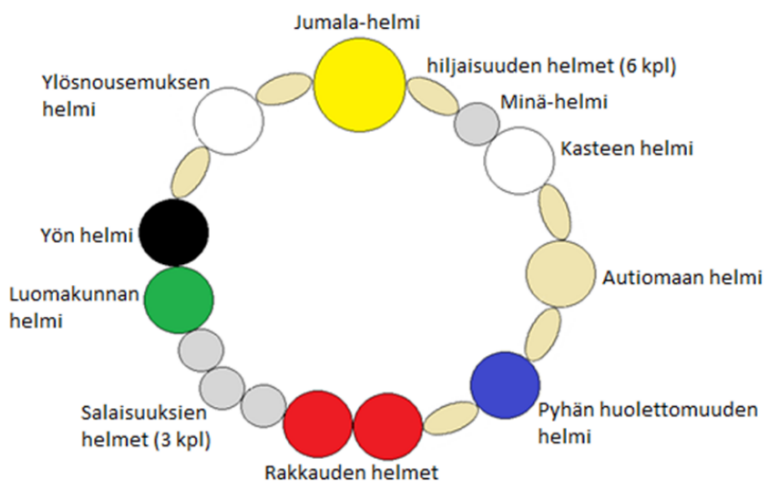 Jumala-helmi
hiljaisuuden helmet (6 kpl)
Minä-helmi
Kasteen helmi
Autiomaan helmi
Pyhän huolettomuuden
helmi
Rakkauden helmet
Salaisuuksien
helmet (3 kpl)
Luomakunnan
helmi
Yön helmi
Ylösnousemuksen
helmi